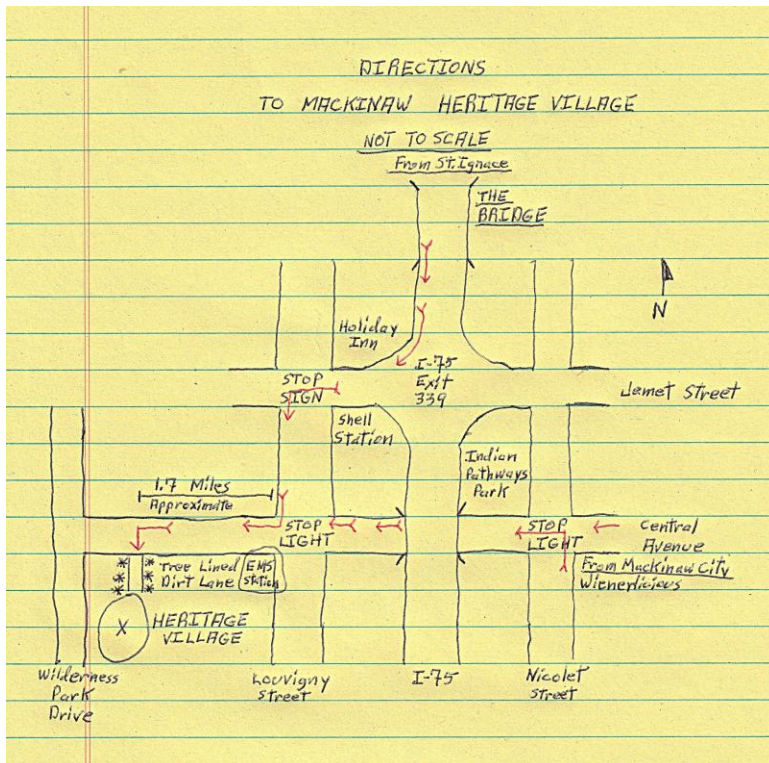 DIRECTIONS
TO MACKINAW HERITAGE VILLAGE
NOT TO SCALE
From St. Ignace
THE
BRIDGE
N
Holiday
Inn
I-75
Exit
339
STOP
SIGN
Jamet Street
Shell
Station
Indian
Pathways
Park
1.7 Miles
Approximate
STOP
LIGHT
STOP
LIGHT
Central
Avenue
From Mackinaw City
Wienerlicious
Tree Lined
Dirt Lane
EMS
Station
X
HERITAGE
VILLAGE
Wilderness
Park
Drive
Louvigny
Street
I-75
Nicolet
Street